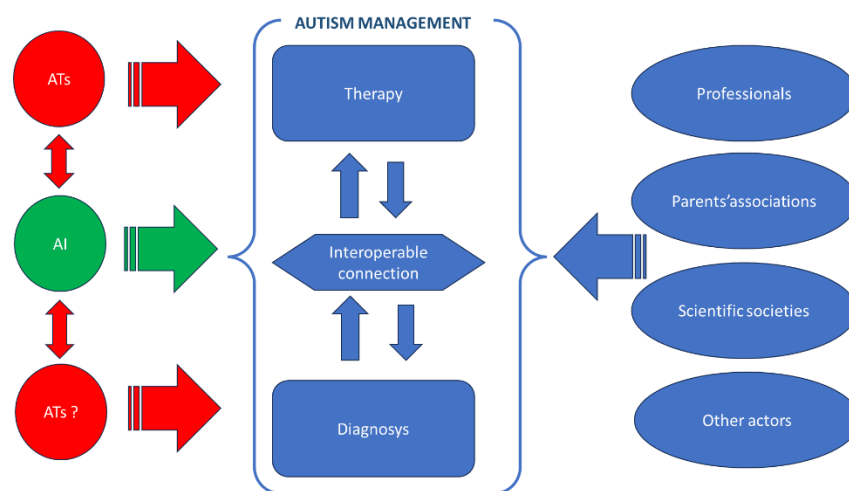 AUTISM MANAGEMENT
ATs
Therapy
Professionals
Parents'associations
AI
Interoperable
connection
Scientific societies
ATs ?
Diagnosys
Other actors